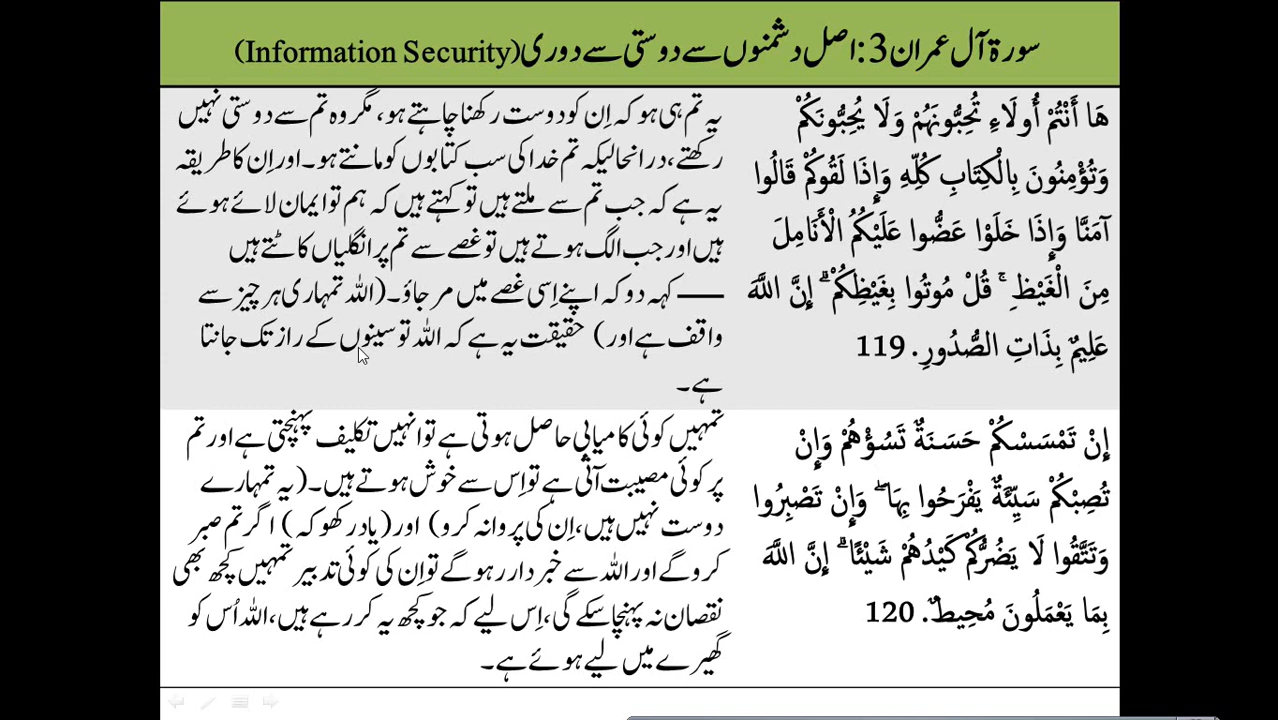 سورۃ آل عمران 3: اصل دشمنوں سے دوستی سے دوری (Information Security)
هَا أَنْتُمْ أُولَاءِ تُحِبُّونَهُمْ وَلَا يُحِبُّونَكُمْ
وَتُؤْمِنُونَ بِالْكِتَابِ كُلِّهِ وَإِذَا لَقُوكُمْ قَالُوا
آمَنَّا وَإِذَا خَلَوْا عَضُّوا عَلَيْكُمُ الْأَنَامِلَ
مِنَ الْغَيْظِ ۚ قُلْ مُوتُوا بِغَيْظِكُمْ ۗ إِنَّ اللَّهَ
عَلِيمٌ بِذَاتِ الصُّدُورِ. 119
یہ تم ہی ہو کہ اِن کو دوست رکھنا چاہتے ہو، مگر وہ تم سے دوستی نہیں
رکھتے، دراں حالیکہ تم خدا کی سب کتابوں کو مانتے ہو۔ اور اِن کا طریقہ
یہ ہے کہ جب تم سے ملتے ہیں تو کہتے ہیں کہ ہم تو ایمان لائے ہوئے
ہیں اور جب الگ ہوتے ہیں تو غصے سے تم پر انگلیاں کاٹتے ہیں
ـــــ کہہ دو کہ اپنے اِسی غصے میں مر جاؤ۔ (اللہ تمہاری ہر چیز سے
واقف ہے اور) حقیقت یہ ہے کہ اللہ تو سینوں کے راز تک جانتا
ہے۔
إِنْ تَمْسَسْكُمْ حَسَنَةٌ تَسُؤْهُمْ وَإِنْ
تُصِبْكُمْ سَيِّئَةٌ يَفْرَحُوا بِهَا ۖ وَإِنْ تَصْبِرُوا
وَتَتَّقُوا لَا يَضُرُّكُمْ كَيْدُهُمْ شَيْئًا ۗ إِنَّ اللَّهَ
بِمَا يَعْمَلُونَ مُحِيطٌ. 120
تمہیں کوئی کامیابی حاصل ہوتی ہے تو انہیں تکلیف پہنچتی ہے اور تم
پر کوئی مصیبت آتی ہے تو اِس سے خوش ہوتے ہیں۔ (یہ تمہارے
دوست نہیں ہیں، اِن کی پروا نہ کرو) اور (یاد رکھو کہ) اگر تم صبر
کرو گے اور اللہ سے خبردار رہو گے تو اِن کی کوئی تدبیر تمہیں کچھ بھی
نقصان نہ پہنچا سکے گی، اِس لیے کہ جو کچھ یہ کر رہے ہیں، اللہ اُس کو
گھیرے میں لیے ہوئے ہے۔